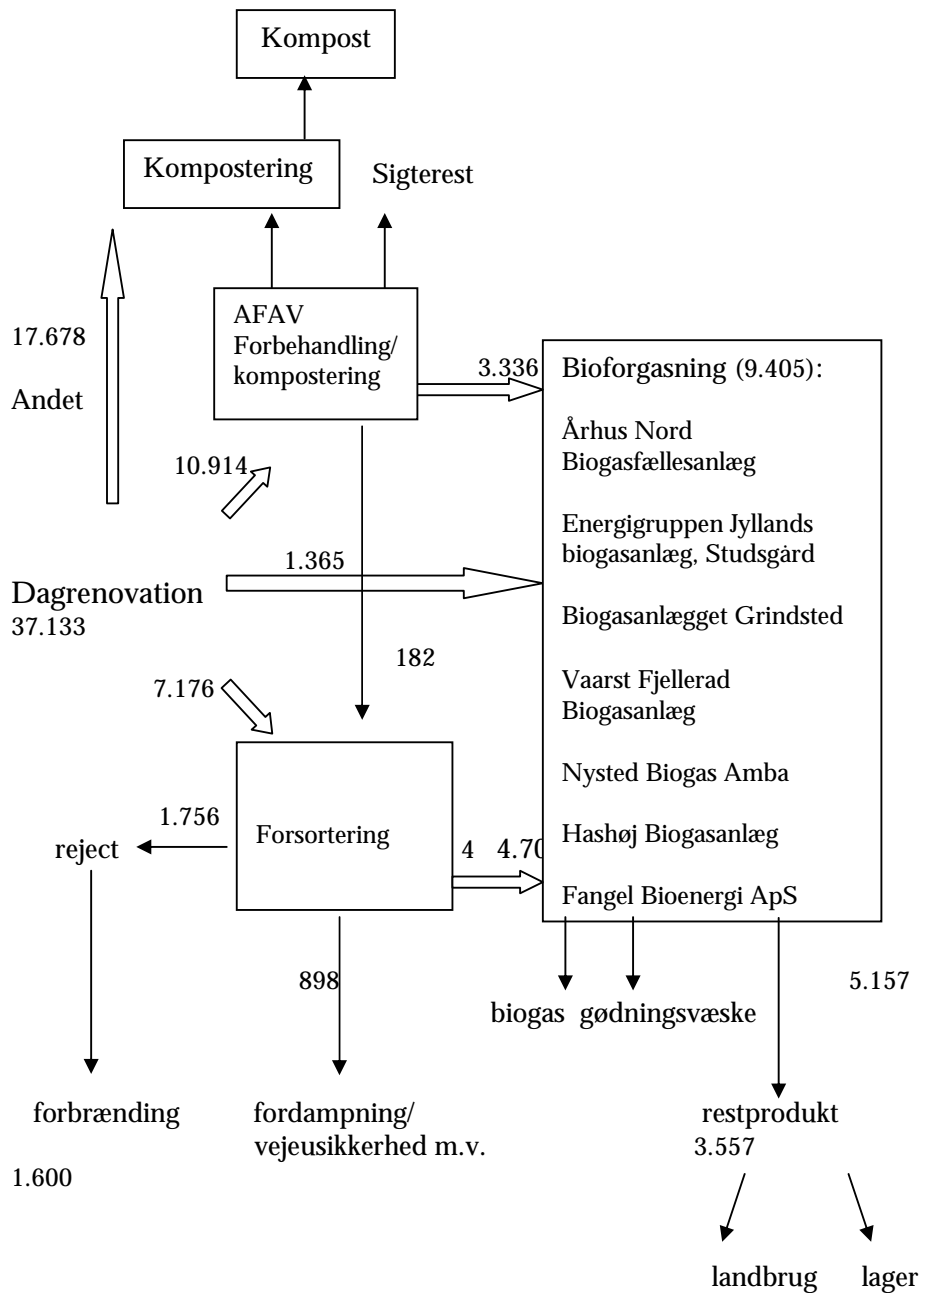 Kompost
Kompostering
Sigterest
AFAV
Forbehandling/
kompostering
17.678
Andet
3.336
Bioforgasning (9.405):
Århus Nord
Biogasfællesanlæg
10.914
Energigruppen Jyllands
biogasanlæg, Studsgård
1.365
Dagrenovation
37.133
Biogasanlægget Grindsted
182
7.176
Vaarst Fjellerad
Biogasanlæg
Nysted Biogas Amba
1.756
Forsortering
reject
4 4.70
Hashøj Biogasanlæg
Fangel Bioenergi ApS
898
5.157
biogas gødningsvæske
forbrænding
fordampning/
vejeusikkerhed m.v.
restprodukt
3.557
1.600
landbrug lager